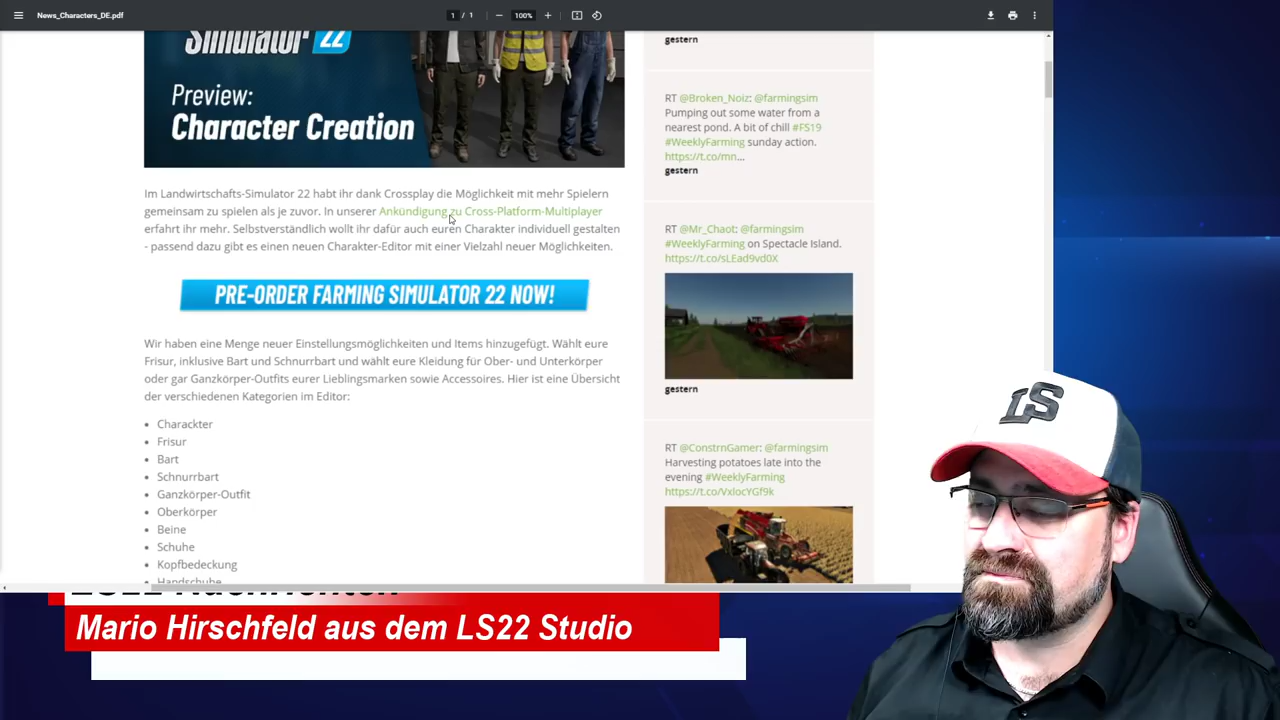 News_Characters_DE.pdf
1 / 1
100%
Simulator 22
Preview:
Character Creation
Im Landwirtschafts-Simulator 22 habt ihr dank Crossplay die Möglichkeit mit mehr Spielern
gemeinsam zu spielen als je zuvor. In unserer Ankündigung zu Cross-Platform-Multiplayer
erfahrt ihr mehr. Selbstverständlich wollt ihr dafür auch euren Charakter individuell gestalten
- passend dazu gibt es einen neuen Charakter-Editor mit einer Vielzahl neuer Möglichkeiten.
PRE-ORDER FARMING SIMULATOR 22 NOW!
Wir haben eine Menge neuer Einstellungsmöglichkeiten und Items hinzugefügt. Wählt eure
Frisur, inklusive Bart und Schnurrbart und wählt eure Kleidung für Ober- und Unterkörper
oder gar Ganzkörper-Outfits eurer Lieblingsmarken sowie Accessoires. Hier ist eine Übersicht
der verschiedenen Kategorien im Editor:
• Charackter
• Frisur
• Bart
• Schnurrbart
• Ganzkörper-Outfit
• Oberkörper
• Beine
• Schuhe
• Kopfbedeckung
• Handschuhe
gestern
RT @Broken_Noiz: @farmingsim
Pumping out some water from a
nearest pond. A bit of chill #FS19
#WeeklyFarming sunday action.
https://t.co/mn...
gestern
RT @Mr_Chaot: @farmingsim
#WeeklyFarming on Spectacle Island.
https://t.co/sLEad9vd0X
gestern
RT @ConstrnGamer: @farmingsim
Harvesting potatoes late into the
evening #WeeklyFarming
https://t.co/VxlocYGf9k
LS
LS22 Nachrichten
Mario Hirschfeld aus dem LS22 Studio